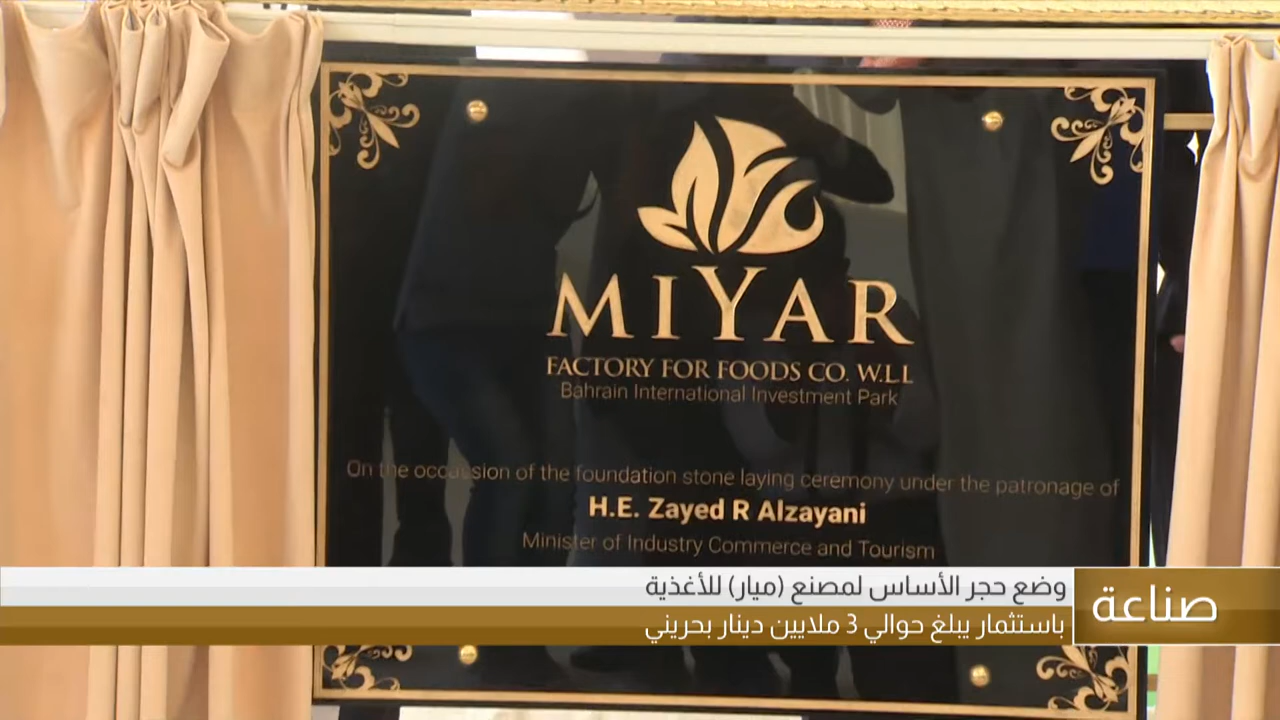 MIYAR
FACTORY FOR FOODS CO. W.LL
Bahrain International Investment Park
On the occassion of the foundation stone laying ceremony under the patronage of
H.E. Zayed R Alzayani
Minister of Industry Commerce and Tourism
صناعة
وضع حجر الأساس لمصنع (ميار) للأغذية
باستثمار يبلغ حوالي 3 ملايين دينار بحريني